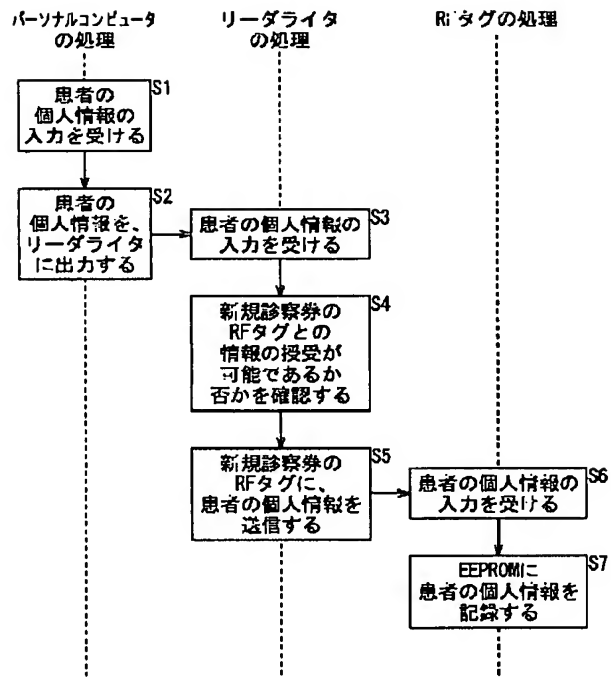 パーソナルコンピュータ
の処理
リーダライタ
の処理
RFタグの処理
S1
患者の
個人情報の
入力を受ける
S2
患者の
個人情報を、
リーダライタ
に出力する
S3
患者の個人情報の
入力を受ける
S4
新規診察券の
RFタグとの
情報の授受が
可能であるか
否かを確認する
S5
新規診察券の
RFタグに、
患者の個人情報を
送信する
S6
患者の個人情報の
入力を受ける
S7
EEPROMに
患者の個人情報を
記録する